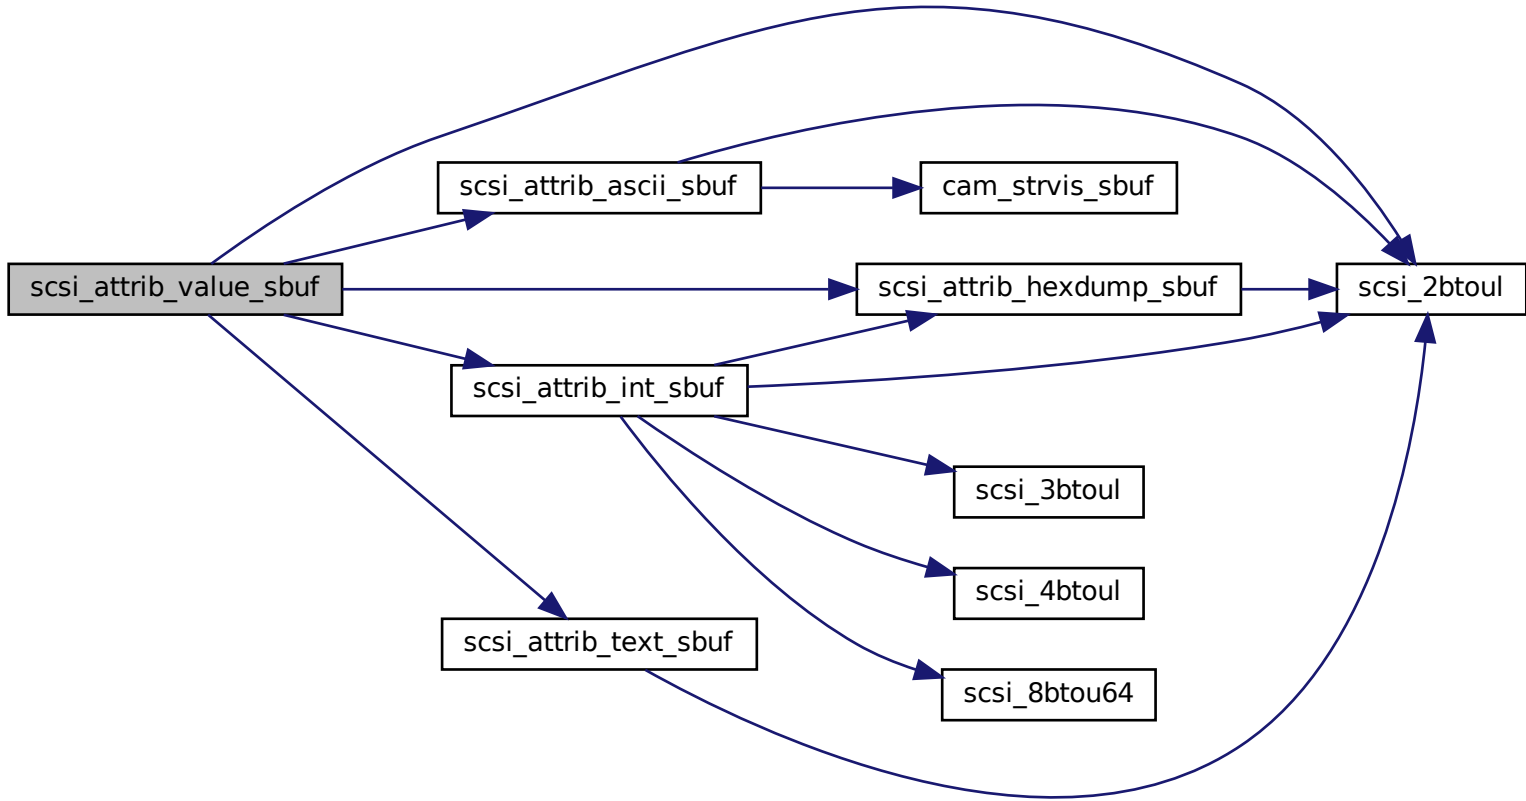 scsi_attrib_ascii_sbuf
cam_strvis_sbuf
scsi_attrib_value_sbuf
scsi_attrib_hexdump_sbuf
scsi_2btoul
scsi_attrib_int_sbuf
scsi_3btoul
scsi_4btoul
scsi_attrib_text_sbuf
scsi_8btou64